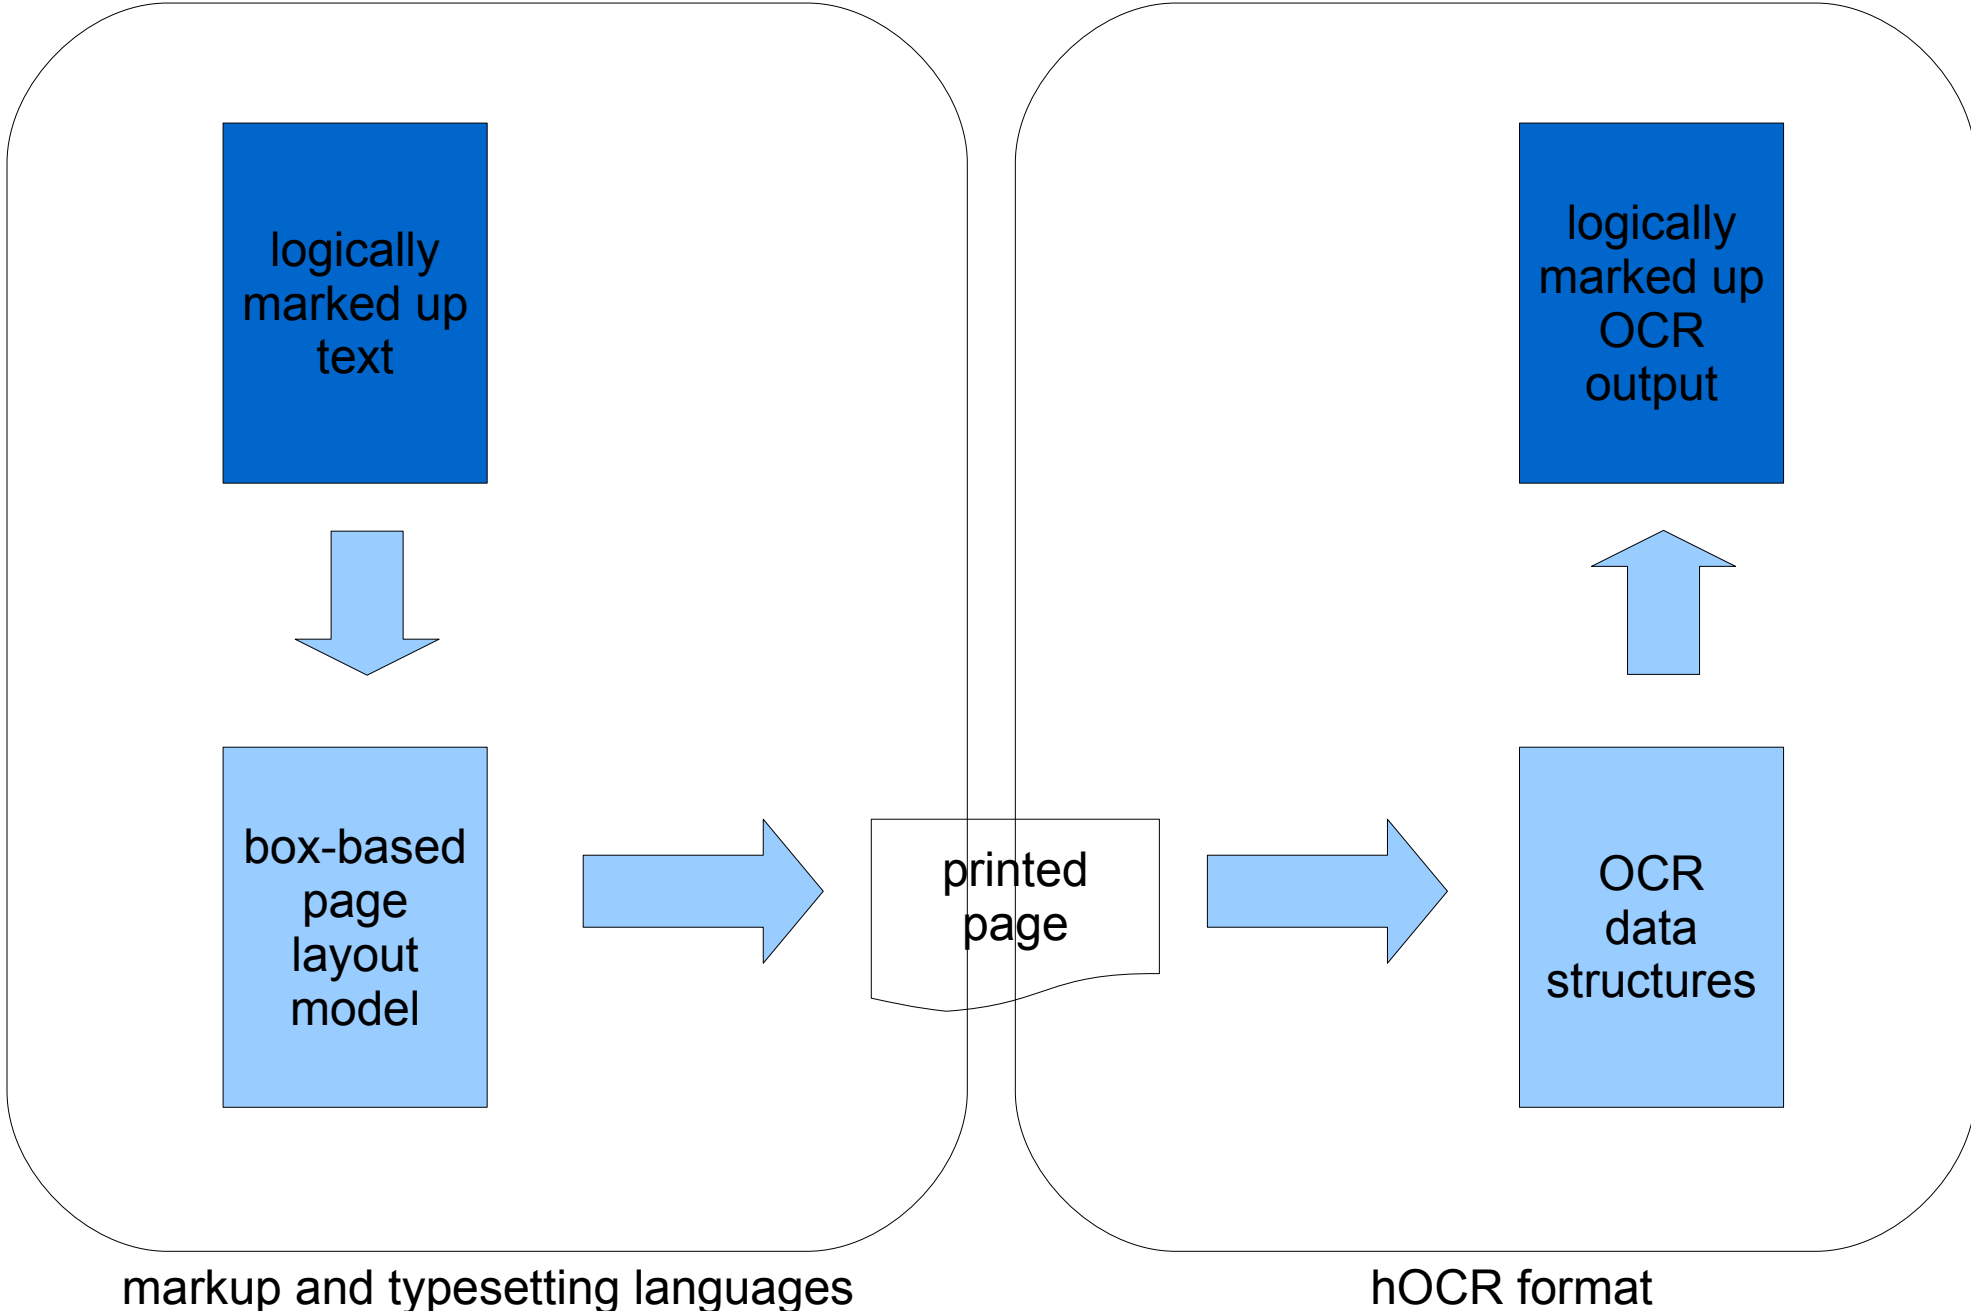 logically
marked up
text
box-based
page
layout
model
printed
page
OCR
data
structures
logically
marked up
OCR
output
markup and typesetting languages
hOCR format